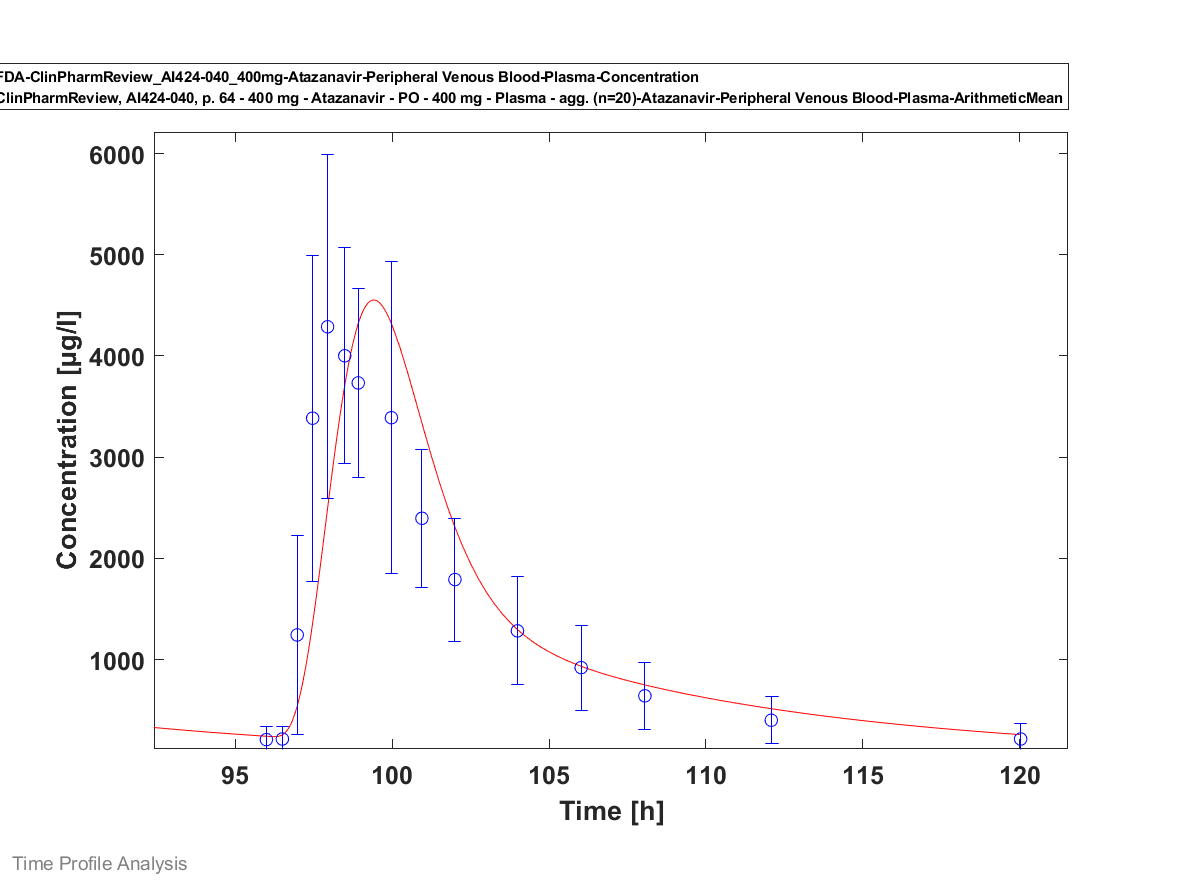 FDA-ClinPharmReview_AI424-040_400mg-Atazanavir-Peripheral Venous Blood-Plasma-Concentration
ClinPharmReview, AI424-040, p. 64 - 400 mg - Atazanavir - PO - 400 mg - Plasma - agg. (n=20)-Atazanavir-Peripheral Venous Blood-Plasma-ArithmeticMean
6000
5000
4000
3000
2000
1000
Concentration [µg/l]
95 100 105 110 115 120
Time [h]
Time Profile Analysis